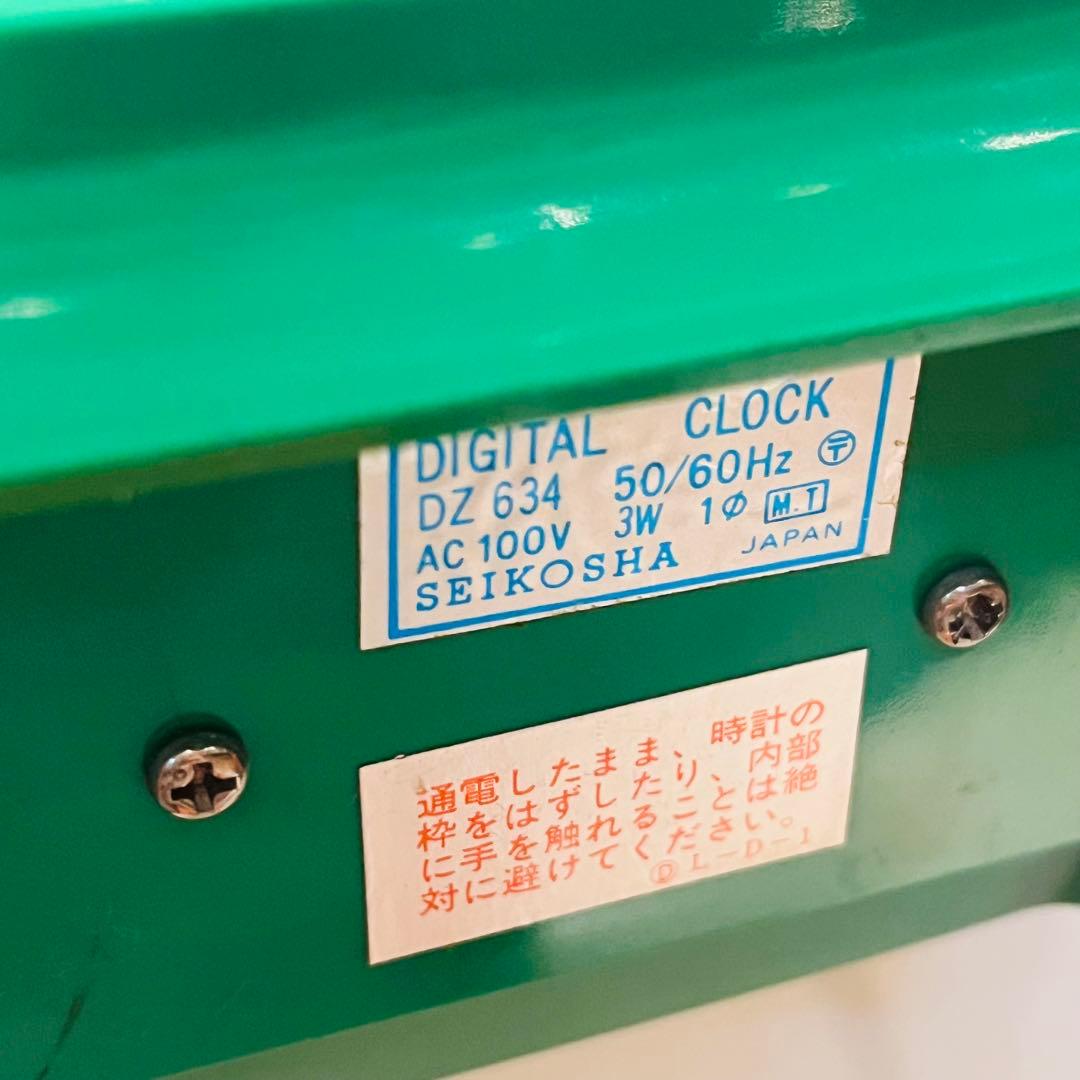 DIGITAL CLOCK
DZ 634 50/60Hz 〒
AC 100V 3W 1φ M.T
SEIKOSHA JAPAN
通電したまま、時計の
枠をはずしたり、内部
に手を触れることは絶
対に避けてください。
Ⓓ L-D-1